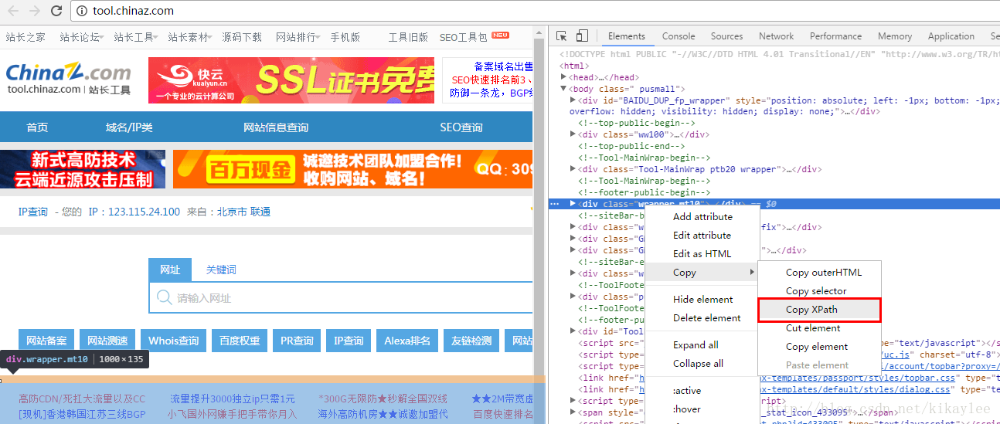 tool.chinaz.com
站长之家 站长论坛 站长工具 站长素材 源码下载 网站排行 手机版 工具旧版 SEO工具包 NEW
ChinaZ.com
tool.chinaz.com | 站长工具
快云
kuaiyun.cn
一个专业的云计算公司
SSL证书免费
备案域名出售
SEO快速排名前3、
防御一条龙,BGP
首页 域名/IP类 网站信息查询 SEO查询
新式高防技术
云端近源攻击压制
百万现金
诚邀技术团队加盟合作!
收购网站、域名!
QQ: 309
IP查询 - 您的 IP:123.115.24.100 来自:北京市 联通
网址 关键词
请输入网址
网站备案 网站测速 Whois查询 百度权重 PR查询 IP查询 Alexa排名 友链检测 网站
div.wrapper.mt10 | 1000×135
高防CDN/死扛大流量以及CC 流量提升3000独立ip只需1元 *300G无限防★秒解全国双线 ★★2M带宽虚
[现机]香港韩国江苏三线BGP 小飞国外网赚手把手带你月入 海外高防机房★★诚邀加盟代 百度快速排名
Elements Console Sources Network Timeline Profiles Memory Application Se
<!DOCTYPE html PUBLIC "-//W3C//DTD HTML 4.01 Transitional//EN" "http://www.w3.org/TR/ht
<html>
<head>…</head>
<body class=" pusmall">
<div id="BAIDU_DUP_fp_wrapper" style="position: absolute; left: -1px; bottom: -1px;
overflow: hidden; visibility: hidden; display: none;">…</div>
<!--top-public-begin-->
<div class="ww100">…</div>
<!--top-public-end-->
<div class="Tool-MainWrap ptb20 wrapper">…</div>
<!--Tool-MainWrap-->
<!--footer-public-begin-->
<div class="wrapper mt10">…</div> == $0
<!--siteBar-b
<div class="w fix">…</div>
<div class="G
<div class="G ">…</div>
<!--siteBar-e
<div class="w
<!--ToolFoote
<div class="p
<!--ToolFoote
<!--footer-pu
<div id="Tool
<script src=" pe="text/javascript"></s
<script type= uc.js" charset="utf-8">
<script type= /account/topbar?proxy=/
<link href="h x-templates/passport/styles/topbar.css" type="t
<link href="h x-templates/default/styles/dialog.css" type="te
<script type= cript>
<span style= _stat_icon_433095">…</span>
<script src=" 433095" type="text/javascript">
Add attribute
Edit attribute
Edit as HTML
Copy
Hide element
Delete element
Expand all
Collapse all
:active
:hover
Copy outerHTML
Copy selector
Copy XPath
Cut element
Copy element
Paste element
http://blog.csdn.net/kikaylee